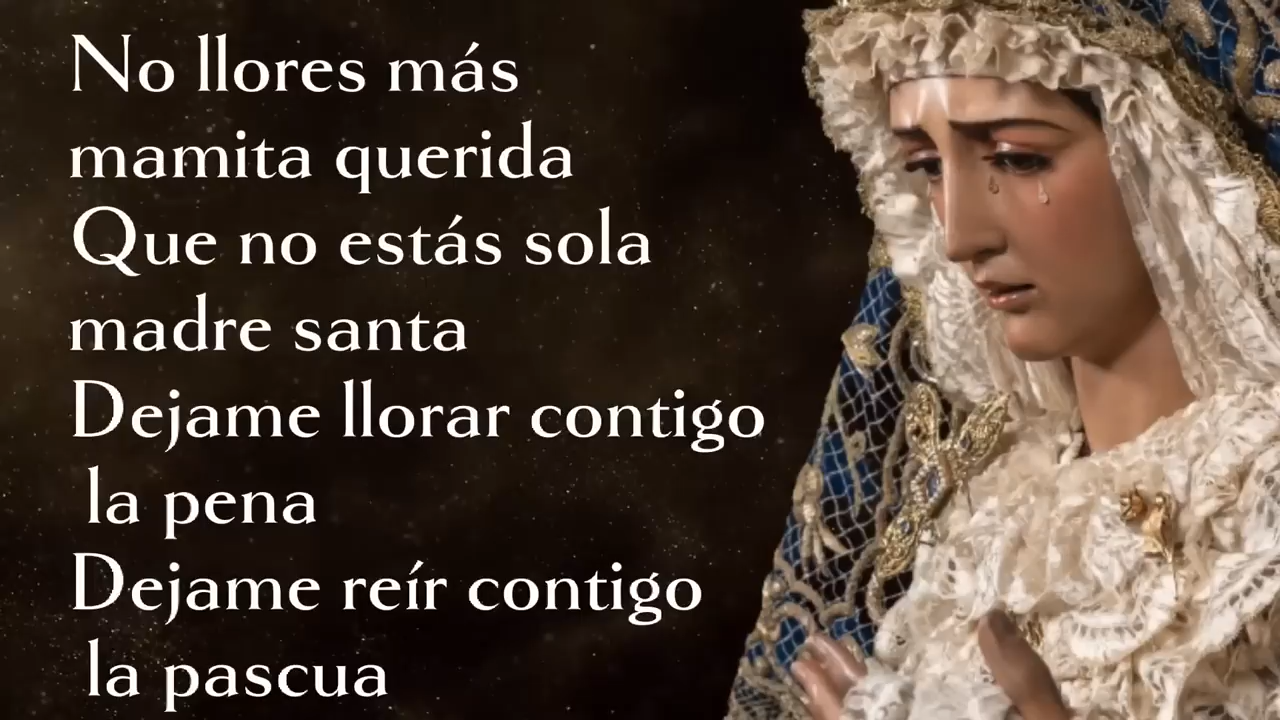 No llores más
mamita querida
Que no estás sola
madre santa
Dejame llorar contigo
la pena
Dejame reír contigo
la pascua